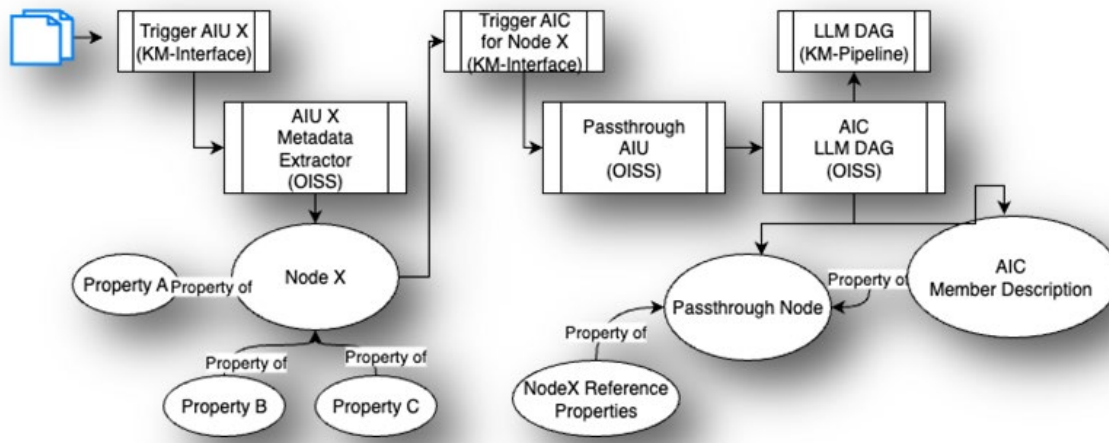 Trigger AIU X
(KM-Interface)
Trigger AIC
for Node X
(KM-Interface)
LLM DAG
(KM-Pipeline)
AIU X
Metadata
Extractor
(OISS)
Passthrough
AIU
(OISS)
AIC
LLM DAG
(OISS)
Property A
Property of
Node X
Property of
AIC
Member Description
Passthrough Node
Property of
Property of
Property of
Property B
Property C
NodeX Reference
Properties